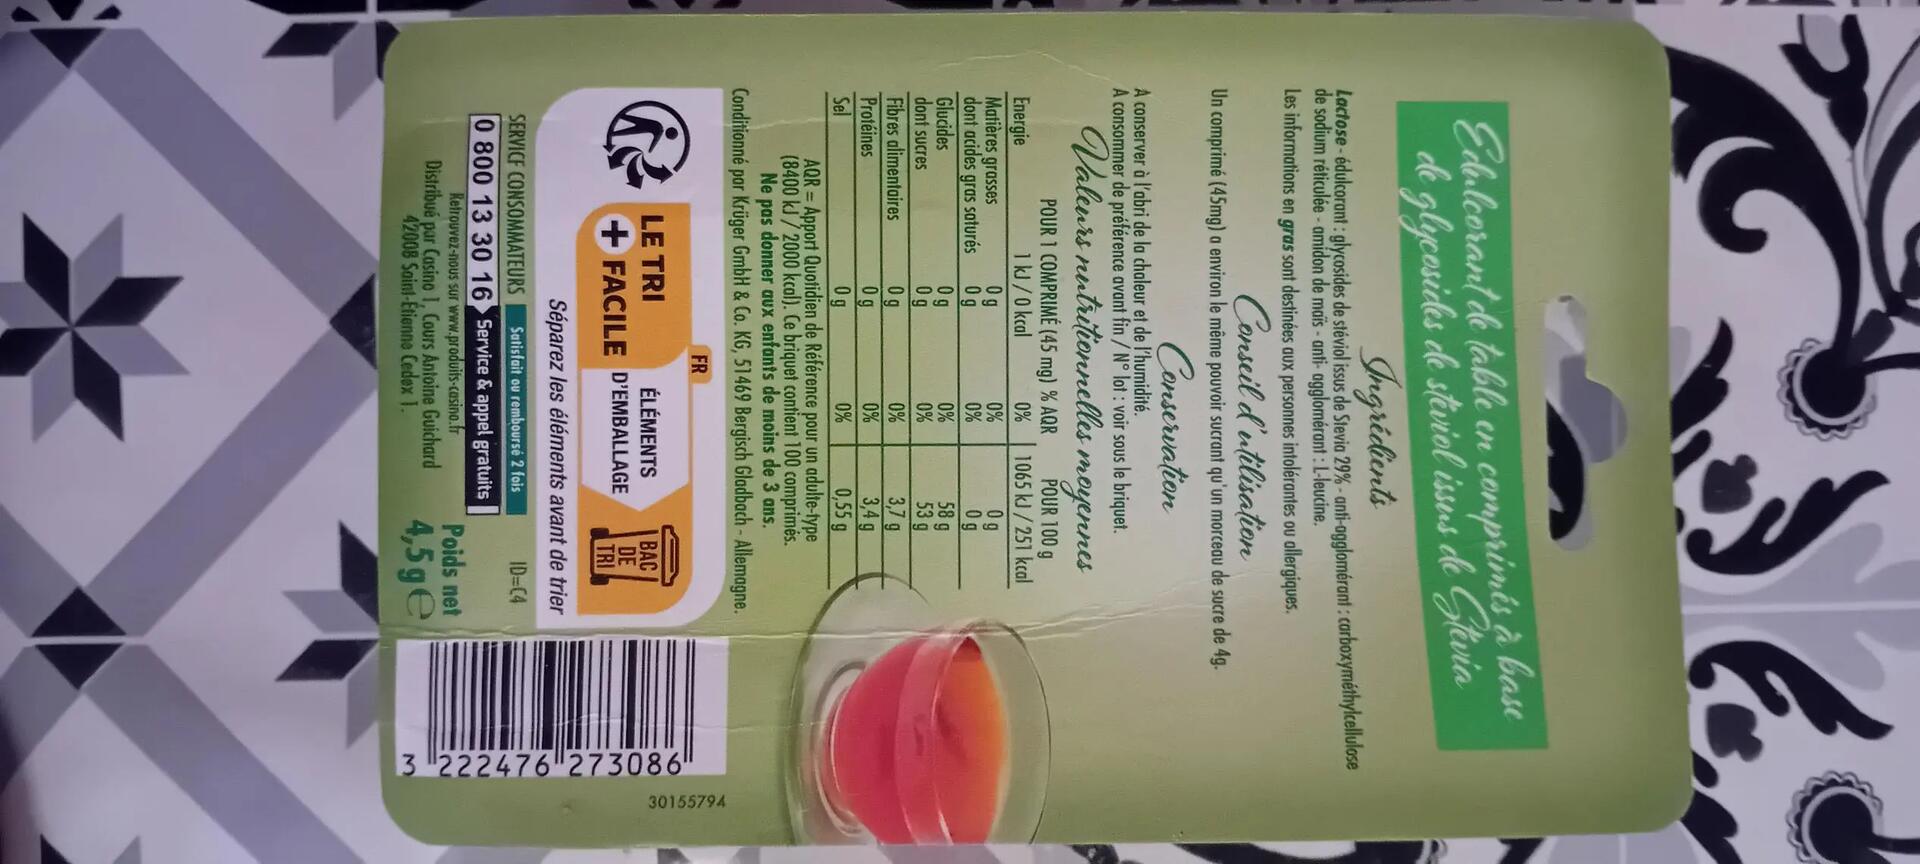 Edulcorant de table en comprimés à base
de glycosides de stéviol issus de Stévia
Ingrédients
Lactose - édulcorant : glycosides de stéviol issus de Stevia 29% - anti-agglomérant : carboxyméthylcellulose
de sodium réticulée - amidon de maïs - anti- agglomérant : L-leucine.
Les informations en gras sont destinées aux personnes intolérantes ou allergiques.
Conseil d'utilisation
Un comprimé (45mg) a environ le même pouvoir sucrant qu'un morceau de sucre de 4g.
Conservation
A conserver à l'abri de la chaleur et de l'humidité.
A consommer de préférence avant fin / N° lot : voir sous le briquet.
Valeurs nutritionnelles moyennes
POUR 1 COMPRIMÉ (45 mg) % AQR POUR 100 g
Energie 1 kJ / 0 kcal 0% 1065 kJ / 251 kcal
Matières grasses 0 g 0% 0 g
dont acides gras saturés 0 g 0% 0 g
Glucides 0 g 0% 58 g
dont sucres 0 g 0% 53 g
Fibres alimentaires 0 g 0% 3,7 g
Protéines 0 g 0% 3,4 g
Sel 0 g 0% 0,55 g
AQR = Apport Quotidien de Référence pour un adulte-type
(8400 kJ / 2000 kcal). Ce briquet contient 100 comprimés.
Ne pas donner aux enfants de moins de 3 ans.
Conditionné par Krüger GmbH & Co. KG, 51469 Bergisch Gladbach - Allemagne.
FR
LE TRI
+ FACILE
ÉLÉMENTS
D'EMBALLAGE
BAC
DE
TRI
Séparez les éléments avant de trier
SERVICE CONSOMMATEURS Satisfait ou remboursé 2 fois
ID=C4
0 800 13 30 16 Service & appel gratuits
Retrouvez-nous sur www.produits-casino.fr
Distribué par Casino 1, Cours Antoine Guichard
42008 Saint-Étienne Cedex 1.
Poids net
4,5 g e
3 222476 273086
30155794